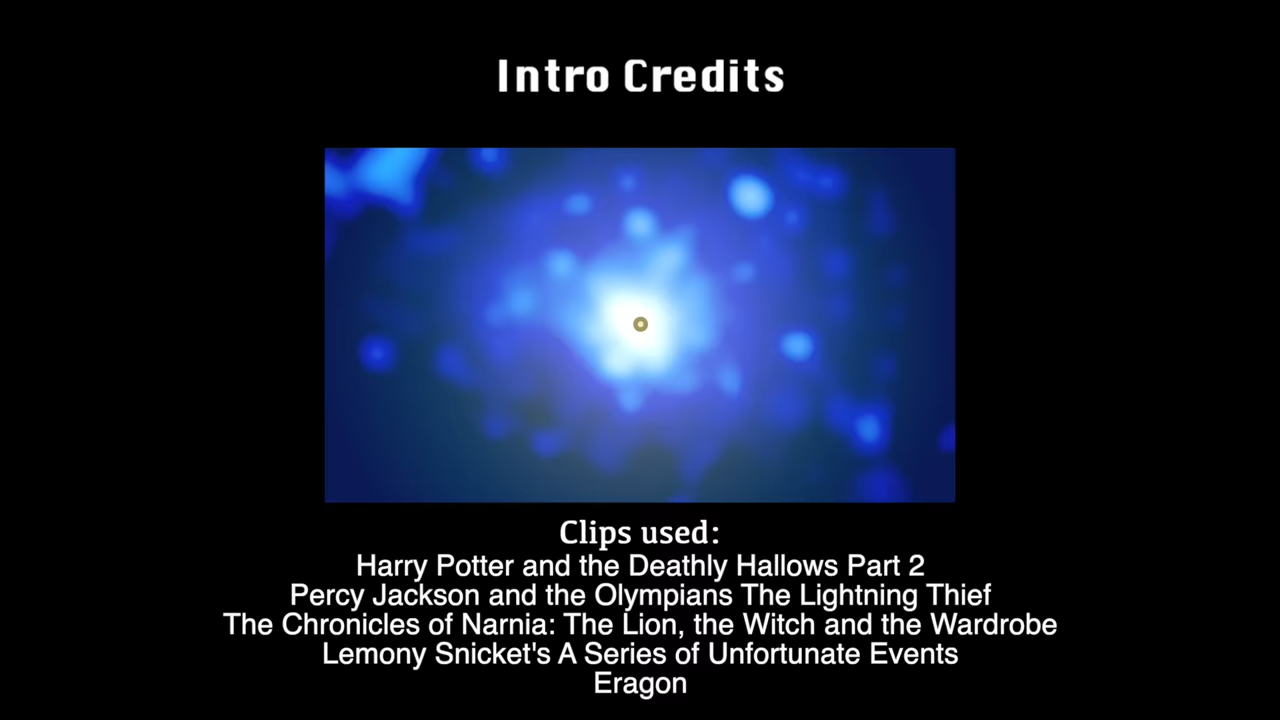 Intro Credits
Clips used:
Harry Potter and the Deathly Hallows Part 2
Percy Jackson and the Olympians The Lightning Thief
The Chronicles of Narnia: The Lion, the Witch and the Wardrobe
Lemony Snicket's A Series of Unfortunate Events
Eragon